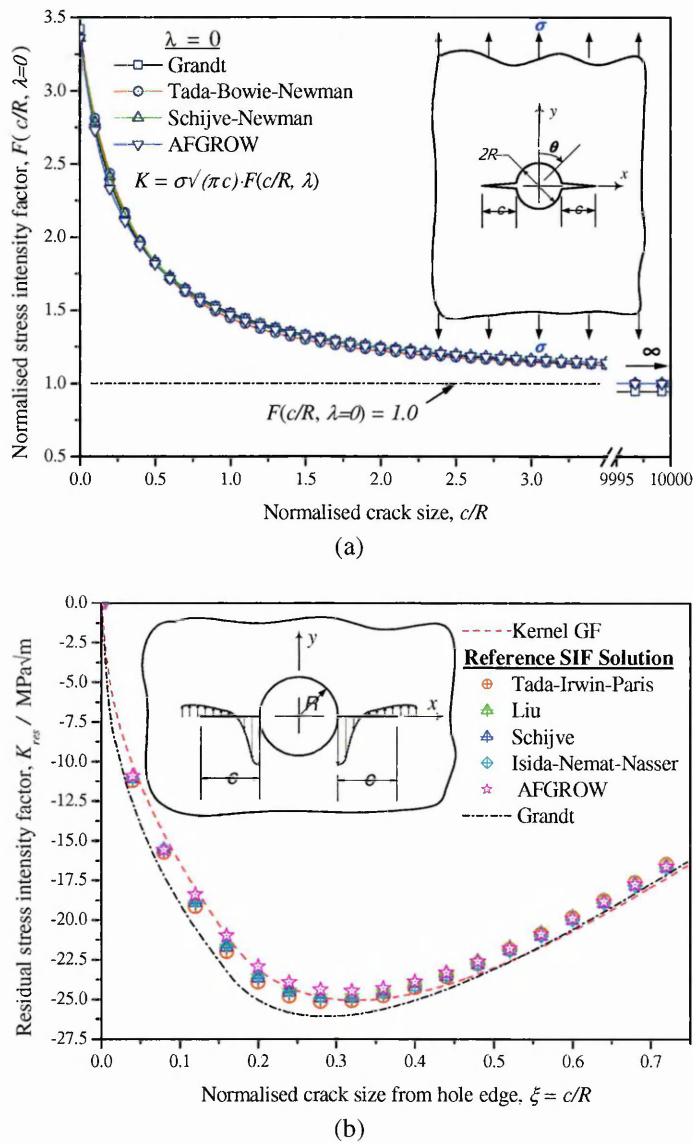 (a)
3.5
3.0
2.5
2.0
1.5
1.0
0.5
Normalised stress intensity factor, F( c/R, λ=0)
λ = 0
Grandt
Tada-Bowie-Newman
Schijve-Newman
AFGROW
K = σ√(πc)·F(c/R, λ)
σ
y
θ
2R
x
c
c
σ
∞
F(c/R, λ=0) = 1.0
0.0 0.5 1.0 1.5 2.0 2.5 3.0 9995 10000
Normalised crack size, c/R
(a)
0.0
-2.5
-5.0
-7.5
-10.0
-12.5
-15.0
-17.5
-20.0
-22.5
-25.0
-27.5
Residual stress intensity factor, K_res / MPa√m
y
R
x
c
c
Kernel GF
Reference SIF Solution
Tada-Irwin-Paris
Liu
Schijve
Isida-Nemat-Nasser
AFGROW
Grandt
0.0 0.1 0.2 0.3 0.4 0.5 0.6 0.7
Normalised crack size from hole edge, ξ = c/R
(b)